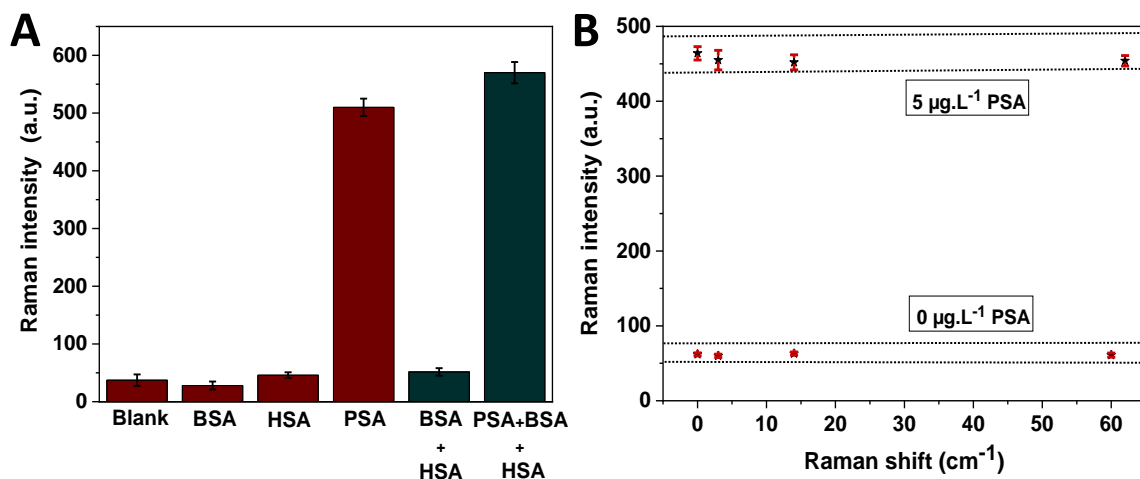 A
Raman intensity (a.u.)
600
500
400
300
200
100
0
Blank
BSA
HSA
PSA
BSA
+
HSA
PSA+BSA
+
HSA
B
Raman intensity (a.u.)
500
400
300
200
100
0
5 µg.L⁻¹ PSA
0 µg.L⁻¹ PSA
0 10 20 30 40 50 60
Raman shift (cm⁻¹)